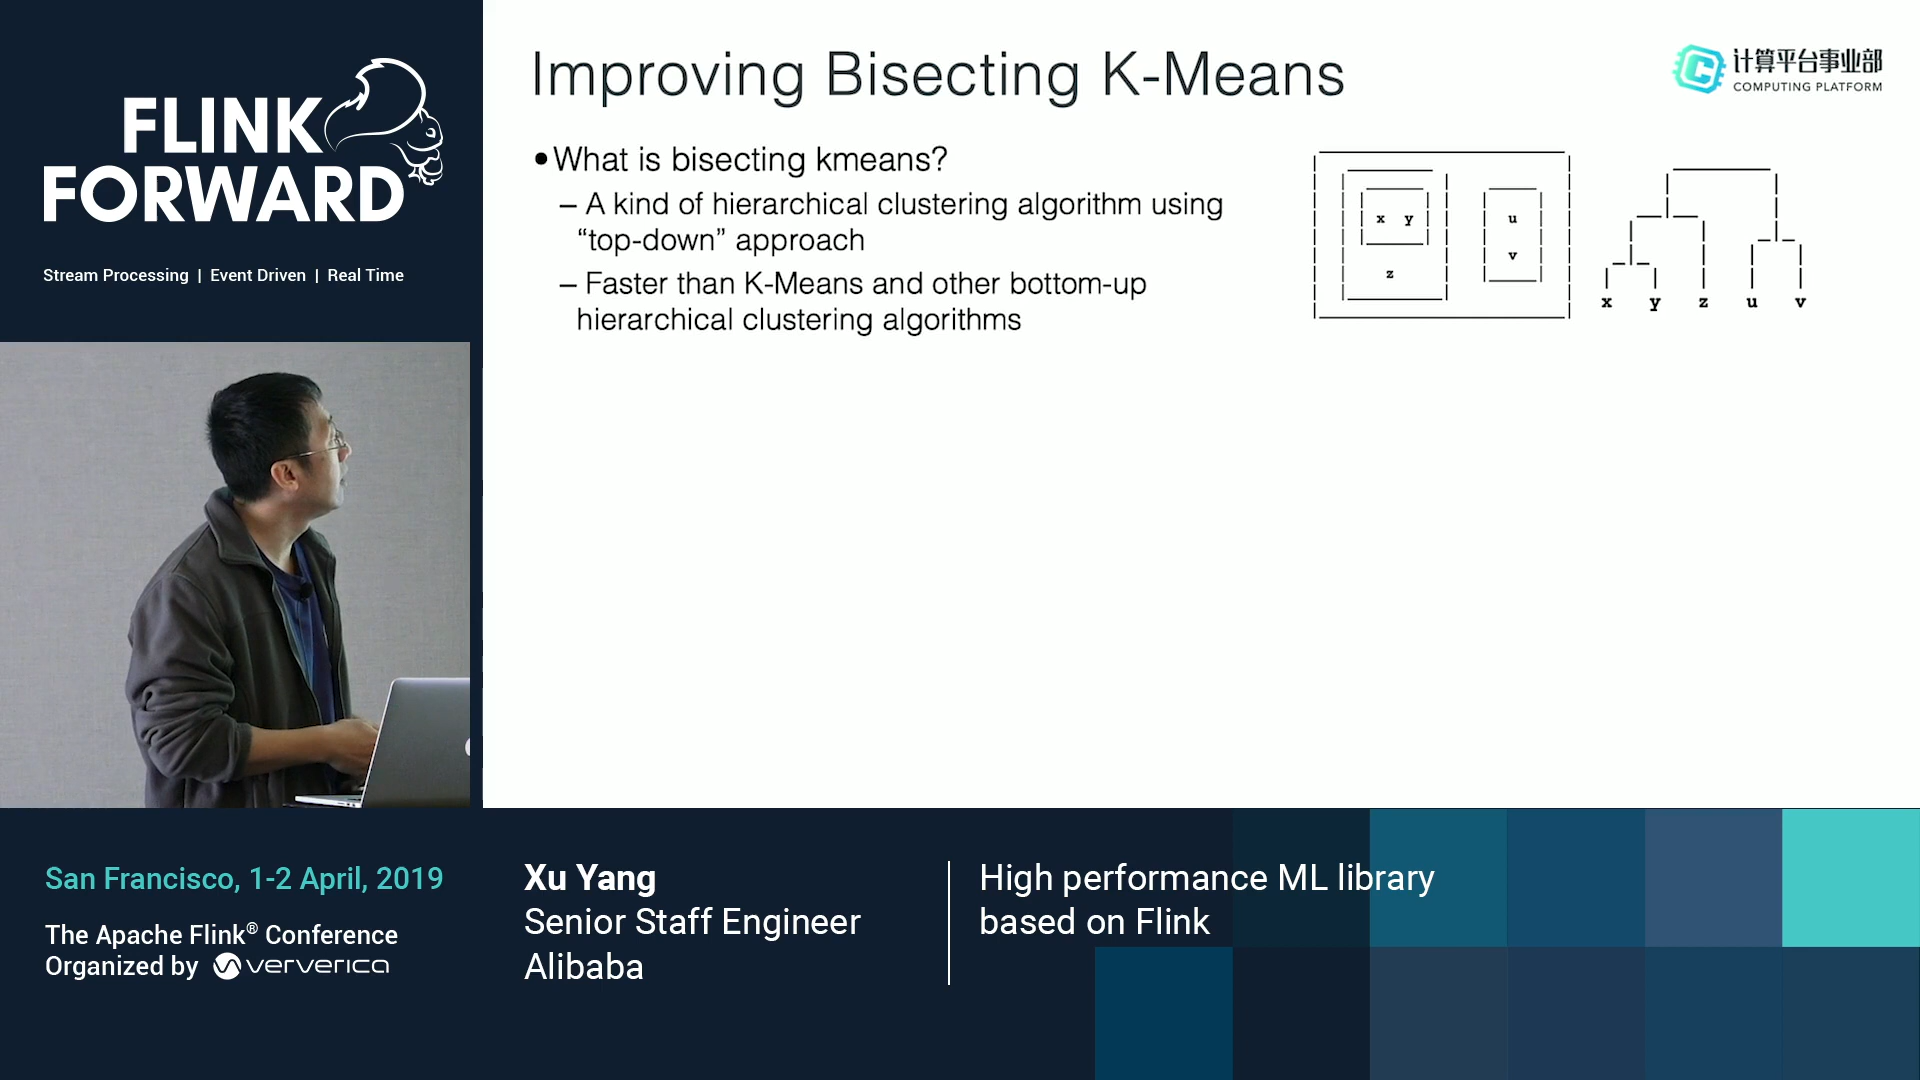 FLINK
FORWARD
Stream Processing | Event Driven | Real Time
Improving Bisecting K-Means
计算平台事业部
COMPUTING PLATFORM
•What is bisecting kmeans?
– A kind of hierarchical clustering algorithm using
“top-down” approach
– Faster than K-Means and other bottom-up
hierarchical clustering algorithms
x y
z
u
v
x y z u v
San Francisco, 1-2 April, 2019
The Apache Flink® Conference
Organized by ververica
Xu Yang
Senior Staff Engineer
Alibaba
High performance ML library
based on Flink